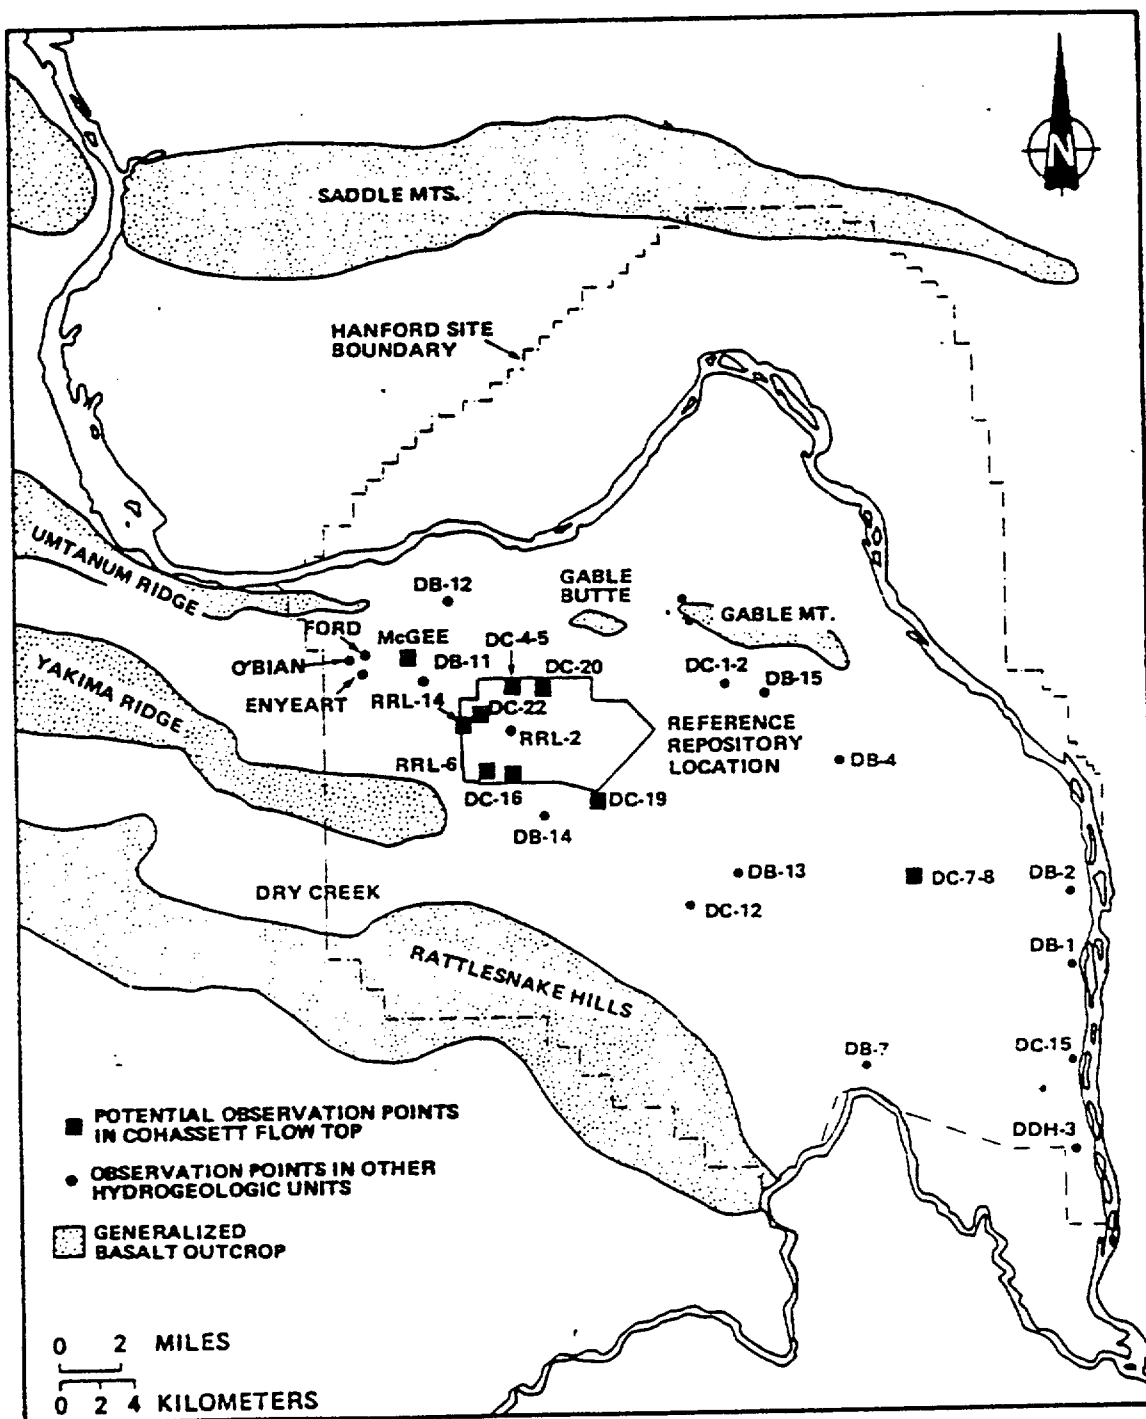 N
SADDLE MTS.
HANFORD SITE
BOUNDARY
UMTANUM RIDGE
DB-12
GABLE
BUTTE
GABLE MT.
FORD
McGEE
DC-4-5
O'BIAN
DB-11
DC-20
DC-1-2
DB-15
YAKIMA RIDGE
ENYEART
RRL-14
DC-22
RRL-2
REFERENCE
REPOSITORY
LOCATION
DB-4
RRL-6
DC-16
DC-19
DB-14
DB-13
DC-7-8
DB-2
DRY CREEK
DC-12
RATTLESNAKE HILLS
DB-1
DB-7
DC-15
DDH-3
POTENTIAL OBSERVATION POINTS
IN COHASSETT FLOW TOP
OBSERVATION POINTS IN OTHER
HYDROGEOLOGIC UNITS
GENERALIZED
BASALT OUTCROP
0 2 MILES
0 2 4 KILOMETERS